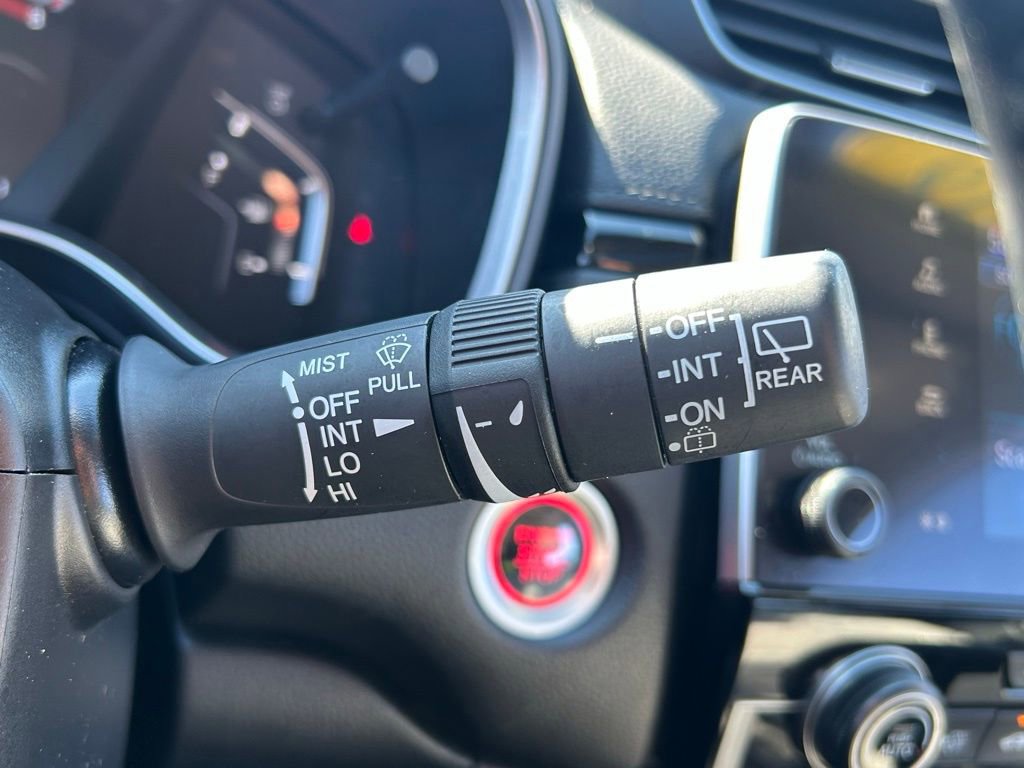 MIST
PULL
OFF
INT
LO
HI
-OFF
-INT
-ON
REAR